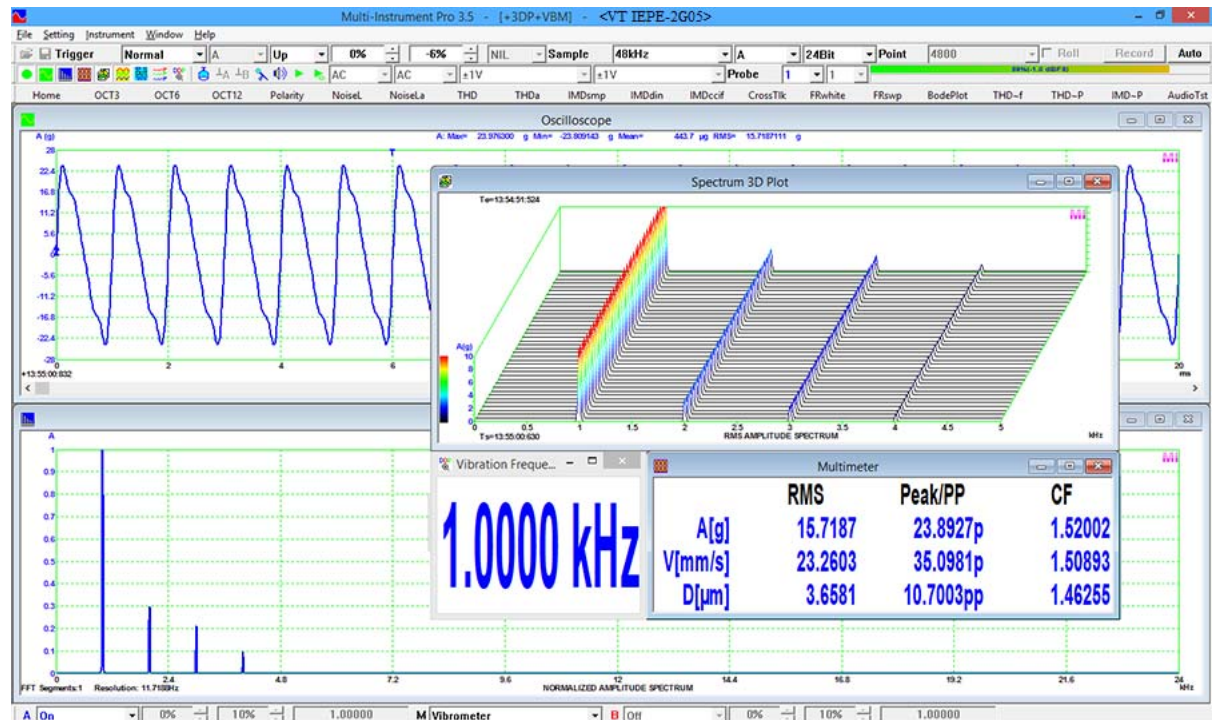 Multi-Instrument Pro 3.5 - [+3DP+VBM] - <VT IEPE-2G05>
File Setting Instrument Window Help
Trigger Normal A Up 0% -6% NIL Sample 48kHz A 24Bit Point 4800 Roll Record Auto
AC AC ±1V ±1V Probe 1 1
Home OCT3 OCT6 OCT12 Polarity NoiseL NoiseLa THD THDa IMDsmp IMDdin IMDccif CrossTlk FRwhite FRswp BodePlot THD~f THD~P IMD~P AudioTst
Oscilloscope
A (g) A: Max= 23.976300 g Min= -23.809143 g Mean= 443.7 µg RMS= 15.7187111 g
28
22.4
16.8
11.2
5.6
0
-5.6
-11.2
-16.8
-22.4
-28
0 2 4 6 20
+13:55:00:832 ms
MI
Spectrum 3D Plot
Te=13:54:51:524
MI
A(g)
10
8
6
4
2
0
0 0.5 1 1.5 2 2.5 3 3.5 4 4.5 5
Ts=13:55:00:630 RMS AMPLITUDE SPECTRUM kHz
A
MI
1
0.9
0.8
0.7
0.6
0.5
0.4
0.3
0.2
0.1
0
0 2.4 4.8 7.2 9.6 12 14.4 16.8 19.2 21.6 24
FFT Segments:1 Resolution: 11.7188Hz NORMALIZED AMPLITUDE SPECTRUM kHz
Vibration Freque...
1.0000 kHz
Multimeter
RMS Peak/PP CF
A[g] 15.7187 23.8927p 1.52002
V[mm/s] 23.2603 35.0981p 1.50893
D[µm] 3.6581 10.7003pp 1.46255
A On 0% 10% 1.00000 M Vibrometer B Off 0% 10% 1.00000